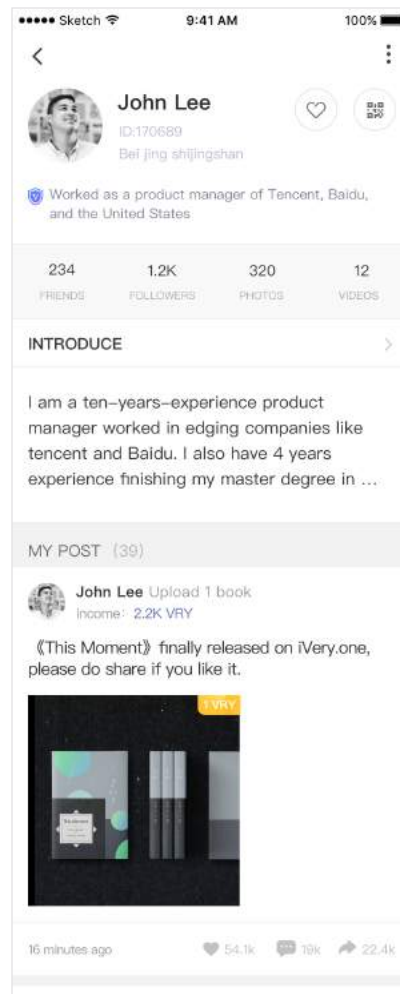 Sketch 9:41 AM 100%
John Lee
ID:170689
Bei jing shijingshan
Worked as a product manager of Tencent, Baidu,
and the United States
234 1.2K 320 12
FRIENDS FOLLOWERS PHOTOS VIDEOS
INTRODUCE
I am a ten-years-experience product
manager worked in edging companies like
tencent and Baidu. I also have 4 years
experience finishing my master degree in ...
MY POST (39)
John Lee Upload 1 book
Income: 2.2K VRY
《This Moment》 finally released on iVery.one,
please do share if you like it.
1 VRY
16 minutes ago 54.1k 19k 22.4k